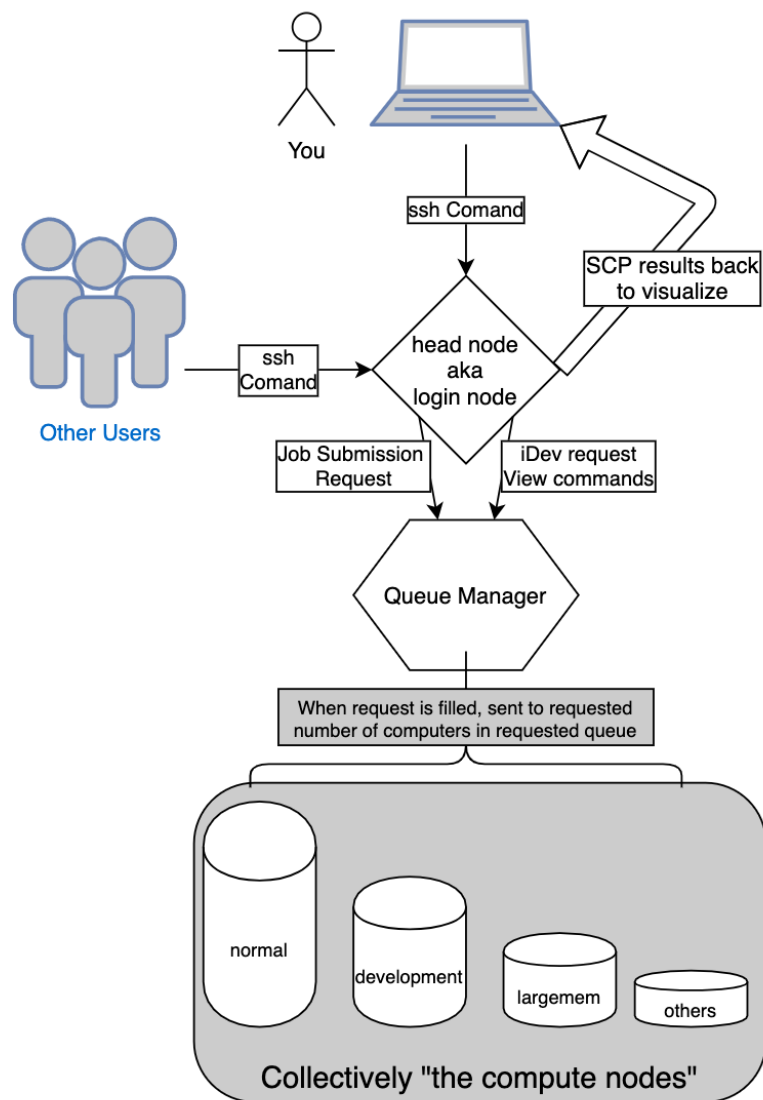 You
ssh Comand
SCP results back
to visualize
ssh
Comand
head node
aka
login node
Other Users
Job Submission
Request
iDev request
View commands
Queue Manager
When request is filled, sent to requested
number of computers in requested queue
normal
development
largemem
others
Collectively "the compute nodes"